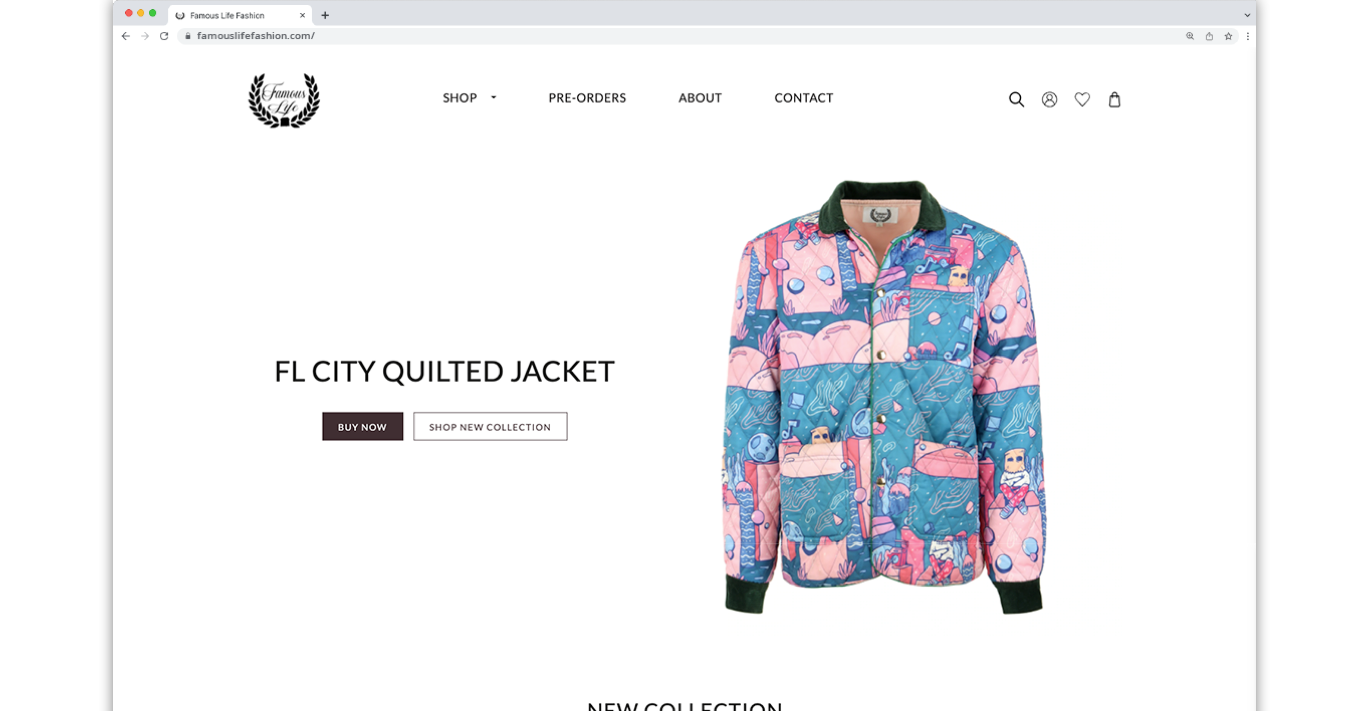 Famous Life Fashion
famouslifefashion.com/
Famous
Life
SHOP
PRE-ORDERS
ABOUT
CONTACT
FL CITY QUILTED JACKET
BUY NOW
SHOP NEW COLLECTION
NEW COLLECTION